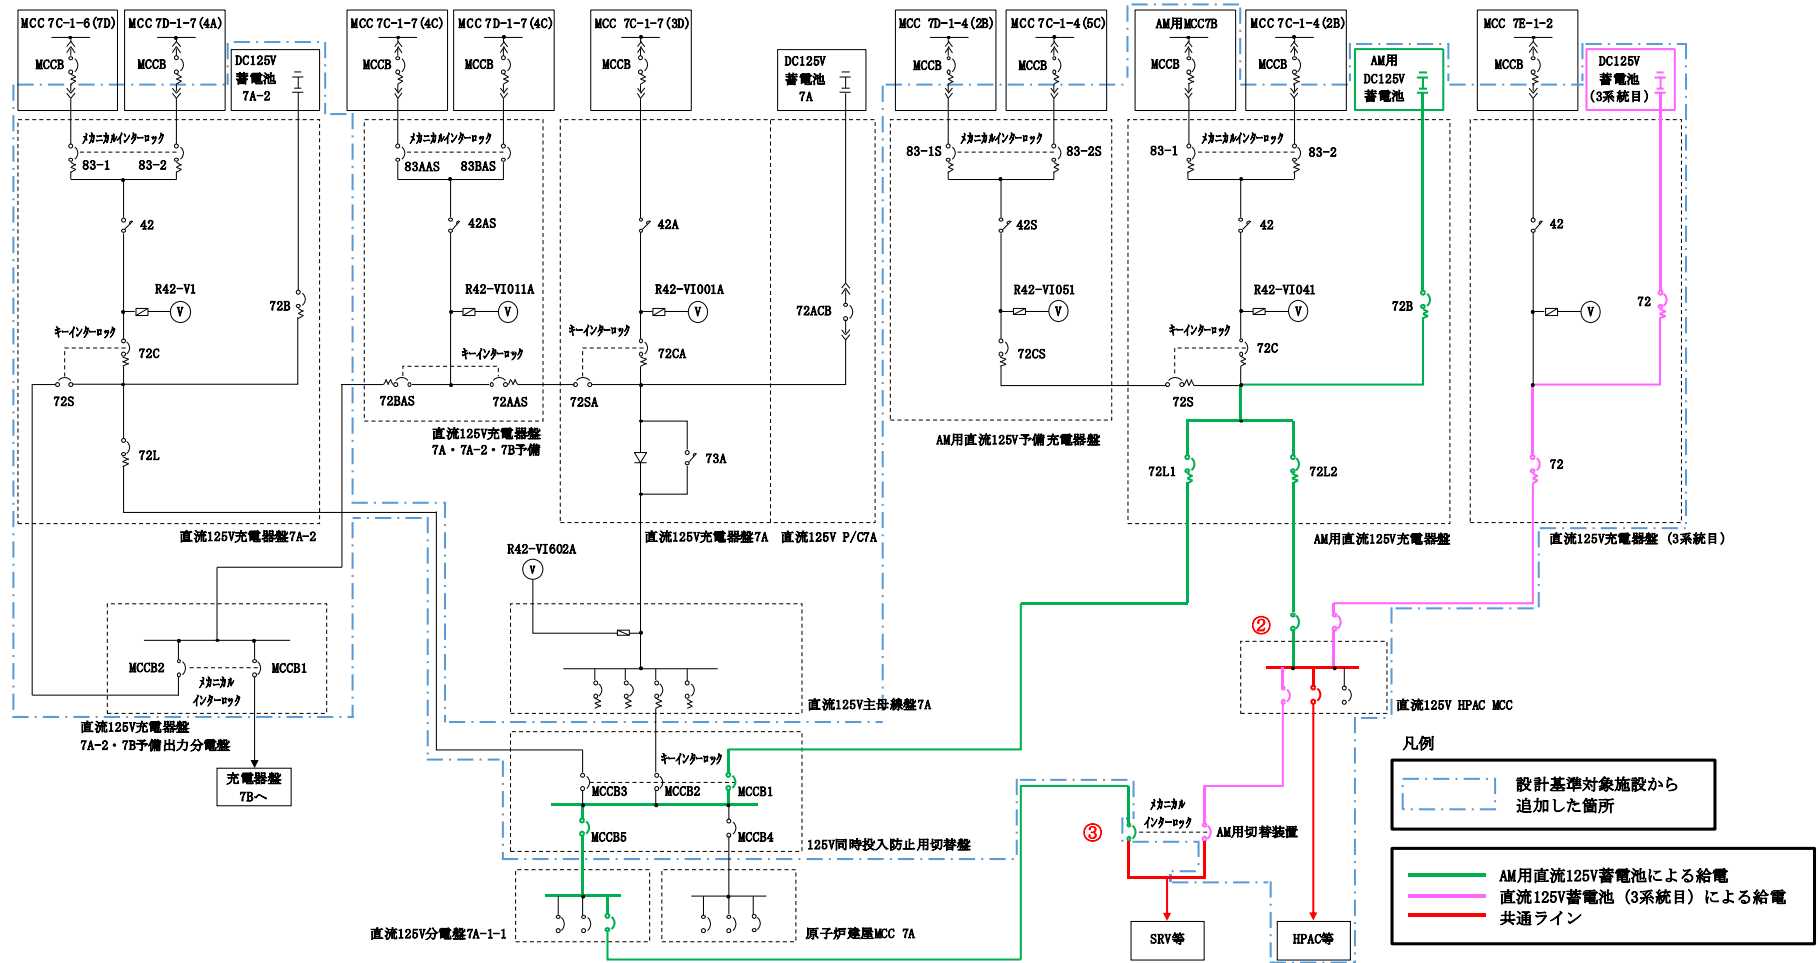 MCC 7C-1-6(7D)
MCC 7D-1-7(4A)
MCC 7C-1-7(4C)
MCC 7D-1-7(4C)
MCC 7C-1-7(3D)
MCC 7D-1-4(2B)
MCC 7C-1-4(5C)
AM用MCC7B
MCC 7C-1-4(2B)
MCC 7E-1-2
MCCB
MCCB
DC125V
蓄電池
7A-2
MCCB
MCCB
MCCB
DC125V
蓄電池
7A
MCCB
MCCB
MCCB
MCCB
AM用
DC125V
蓄電池
MCCB
DC125V
蓄電池
(3系統目)
メカニカルインターロック
83-1
83-2
メカニカルインターロック
83AAS
83BAS
メカニカルインターロック
83-1S
83-2S
メカニカルインターロック
83-1
83-2
42
42AS
42A
42S
42
42
R42-V1
V
72B
R42-VI011A
V
R42-VI001A
V
72ACB
R42-VI051
V
R42-VI041
V
72B
V
72
キーインターロック
72C
72S
キーインターロック
72BAS
72AAS
キーインターロック
72CA
72SA
72CS
キーインターロック
72C
72S
72L
直流125V充電器盤
7A・7A-2・7B予備
73A
AM用直流125V予備充電器盤
72L1
72L2
72
直流125V充電器盤7A-2
直流125V充電器盤7A
直流125V P/C7A
AM用直流125V充電器盤
直流125V充電器盤(3系統目)
R42-VI602A
V
②
MCCB2
MCCB1
メカニカル
インターロック
直流125V主母線盤7A
直流125V HPAC MCC
直流125V充電器盤
7A-2・7B予備出力分電盤
充電器盤
7Bへ
キーインターロック
MCCB3
MCCB2
MCCB1
MCCB5
MCCB4
125V同時投入防止用切替盤
③
メカニカル
インターロック
AM用切替装置
直流125V分電盤7A-1-1
原子炉建屋MCC 7A
SRV等
HPAC等
凡例
設計基準対象施設から
追加した箇所
AM用直流125V蓄電池による給電
直流125V蓄電池(3系統目)による給電
共通ライン